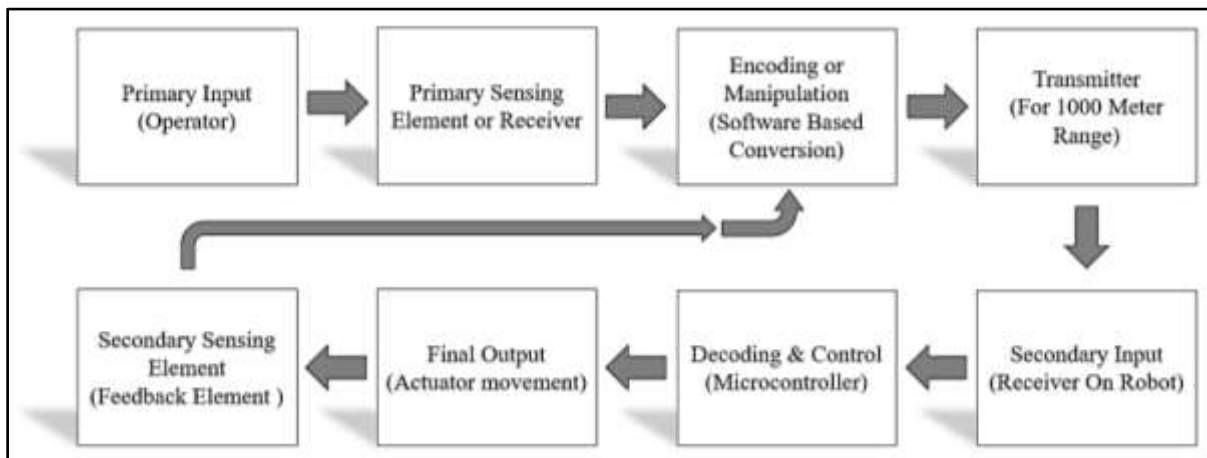 Primary Input
(Operator)
Primary Sensing
Element or Receiver
Encoding or
Manipulation
(Software Based
Conversion)
Transmitter
(For 1000 Meter
Range)
Secondary Sensing
Element
(Feedback Element )
Final Output
(Actuator movement)
Decoding & Control
(Microcontroller)
Secondary Input
(Receiver On Robot)